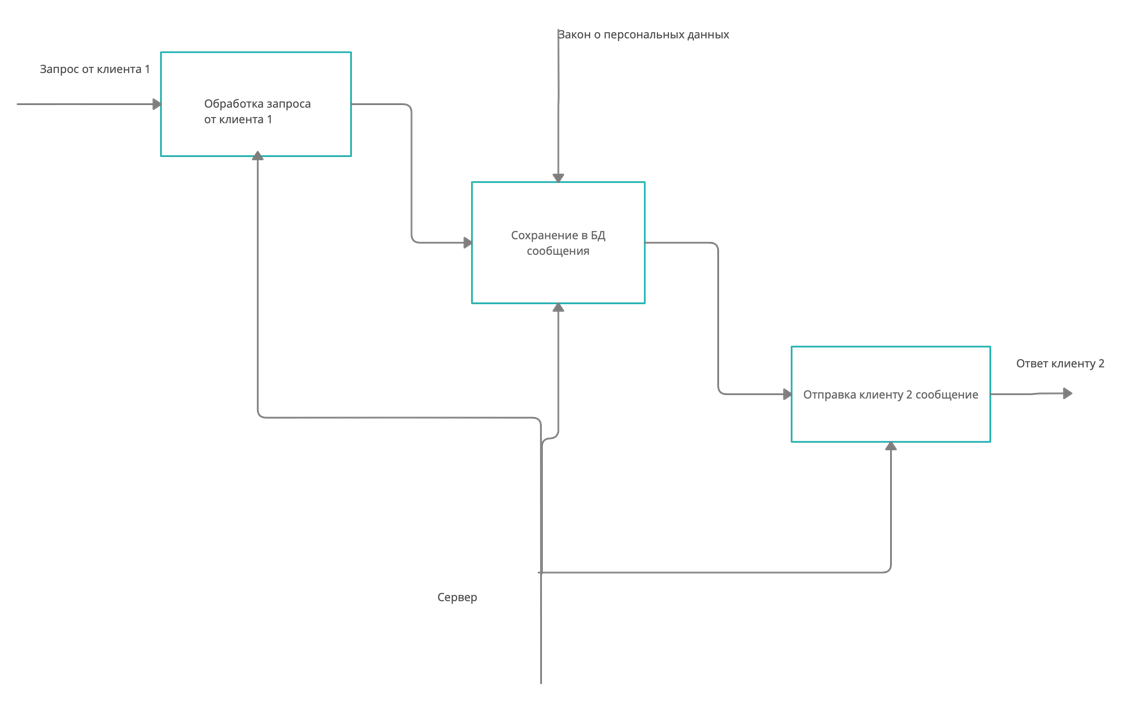 Закон о персональных данных
Запрос от клиента 1
Обработка запроса
от клиента 1
Сохранение в БД
сообщения
Ответ клиенту 2
Отправка клиенту 2 сообщение
Сервер